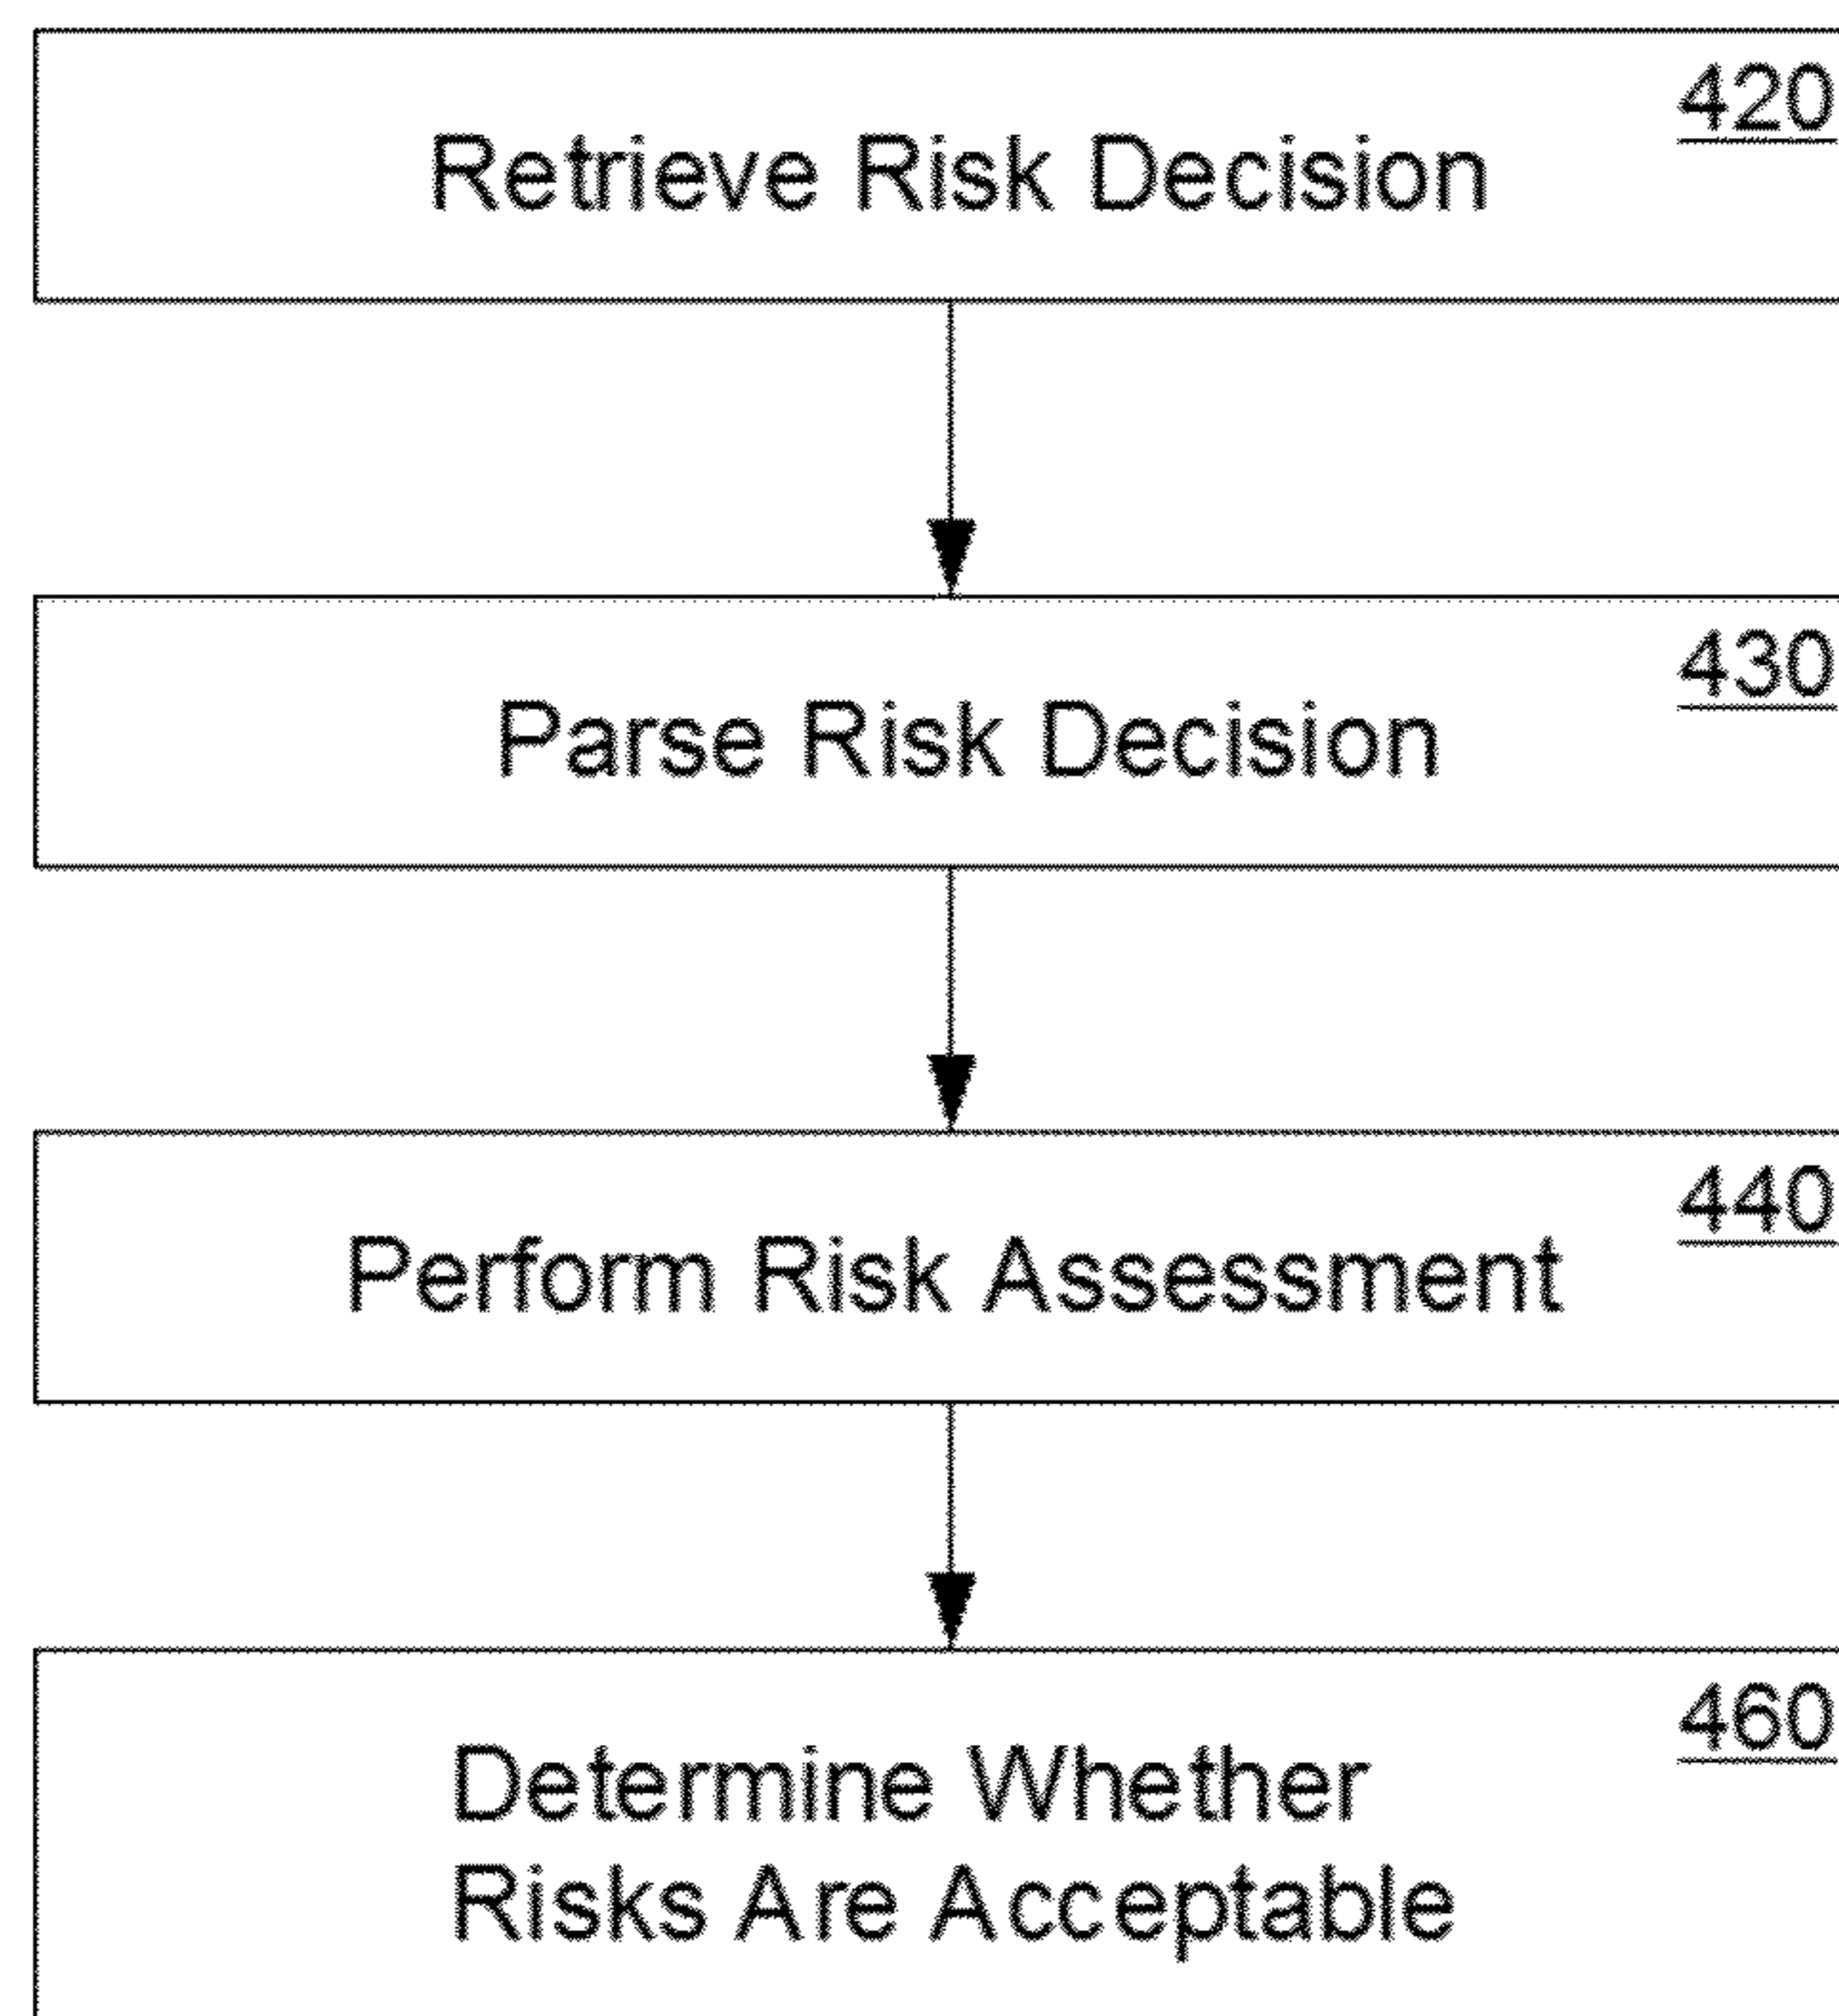 420
Retrieve Risk Decision
430
Parse Risk Decision
440
Perform Risk Assessment
460
Determine Whether
Risks Are Acceptable